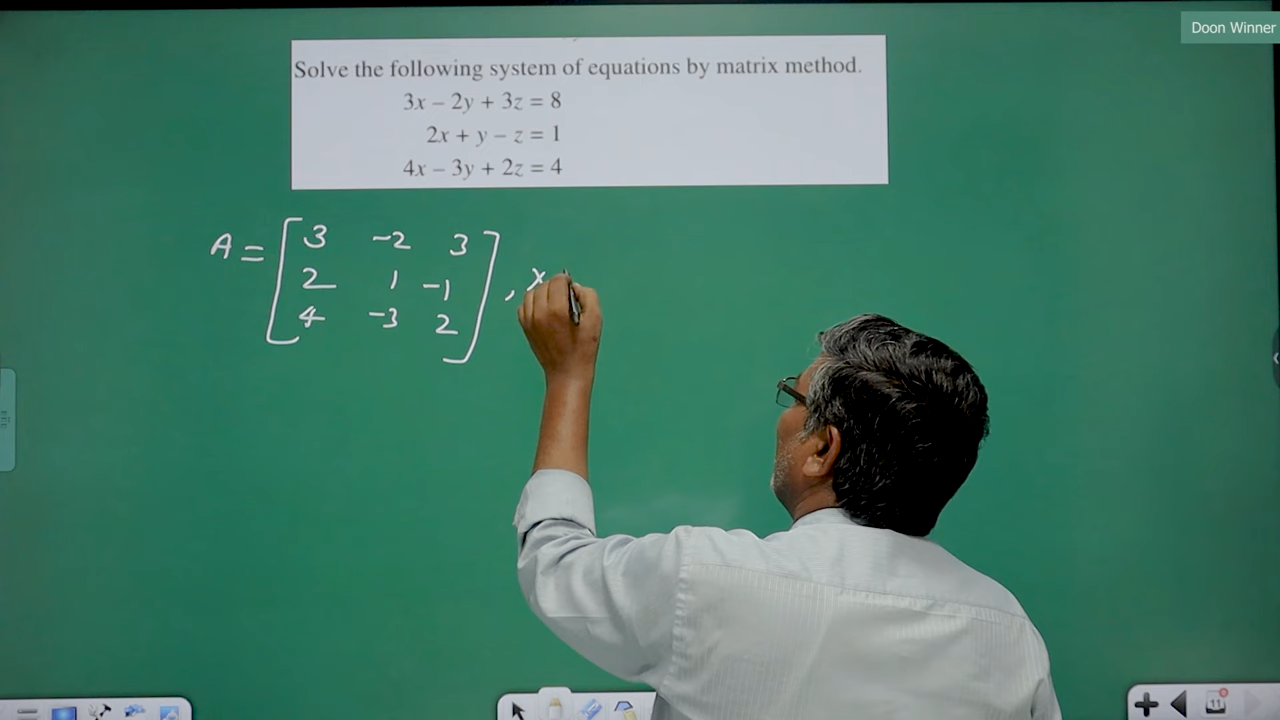 Doon Winner
Solve the following system of equations by matrix method.
3x – 2y + 3z = 8
2x + y – z = 1
4x – 3y + 2z = 4
A = [ 3 -2 3
2 1 -1
4 -3 2 ] , x
11